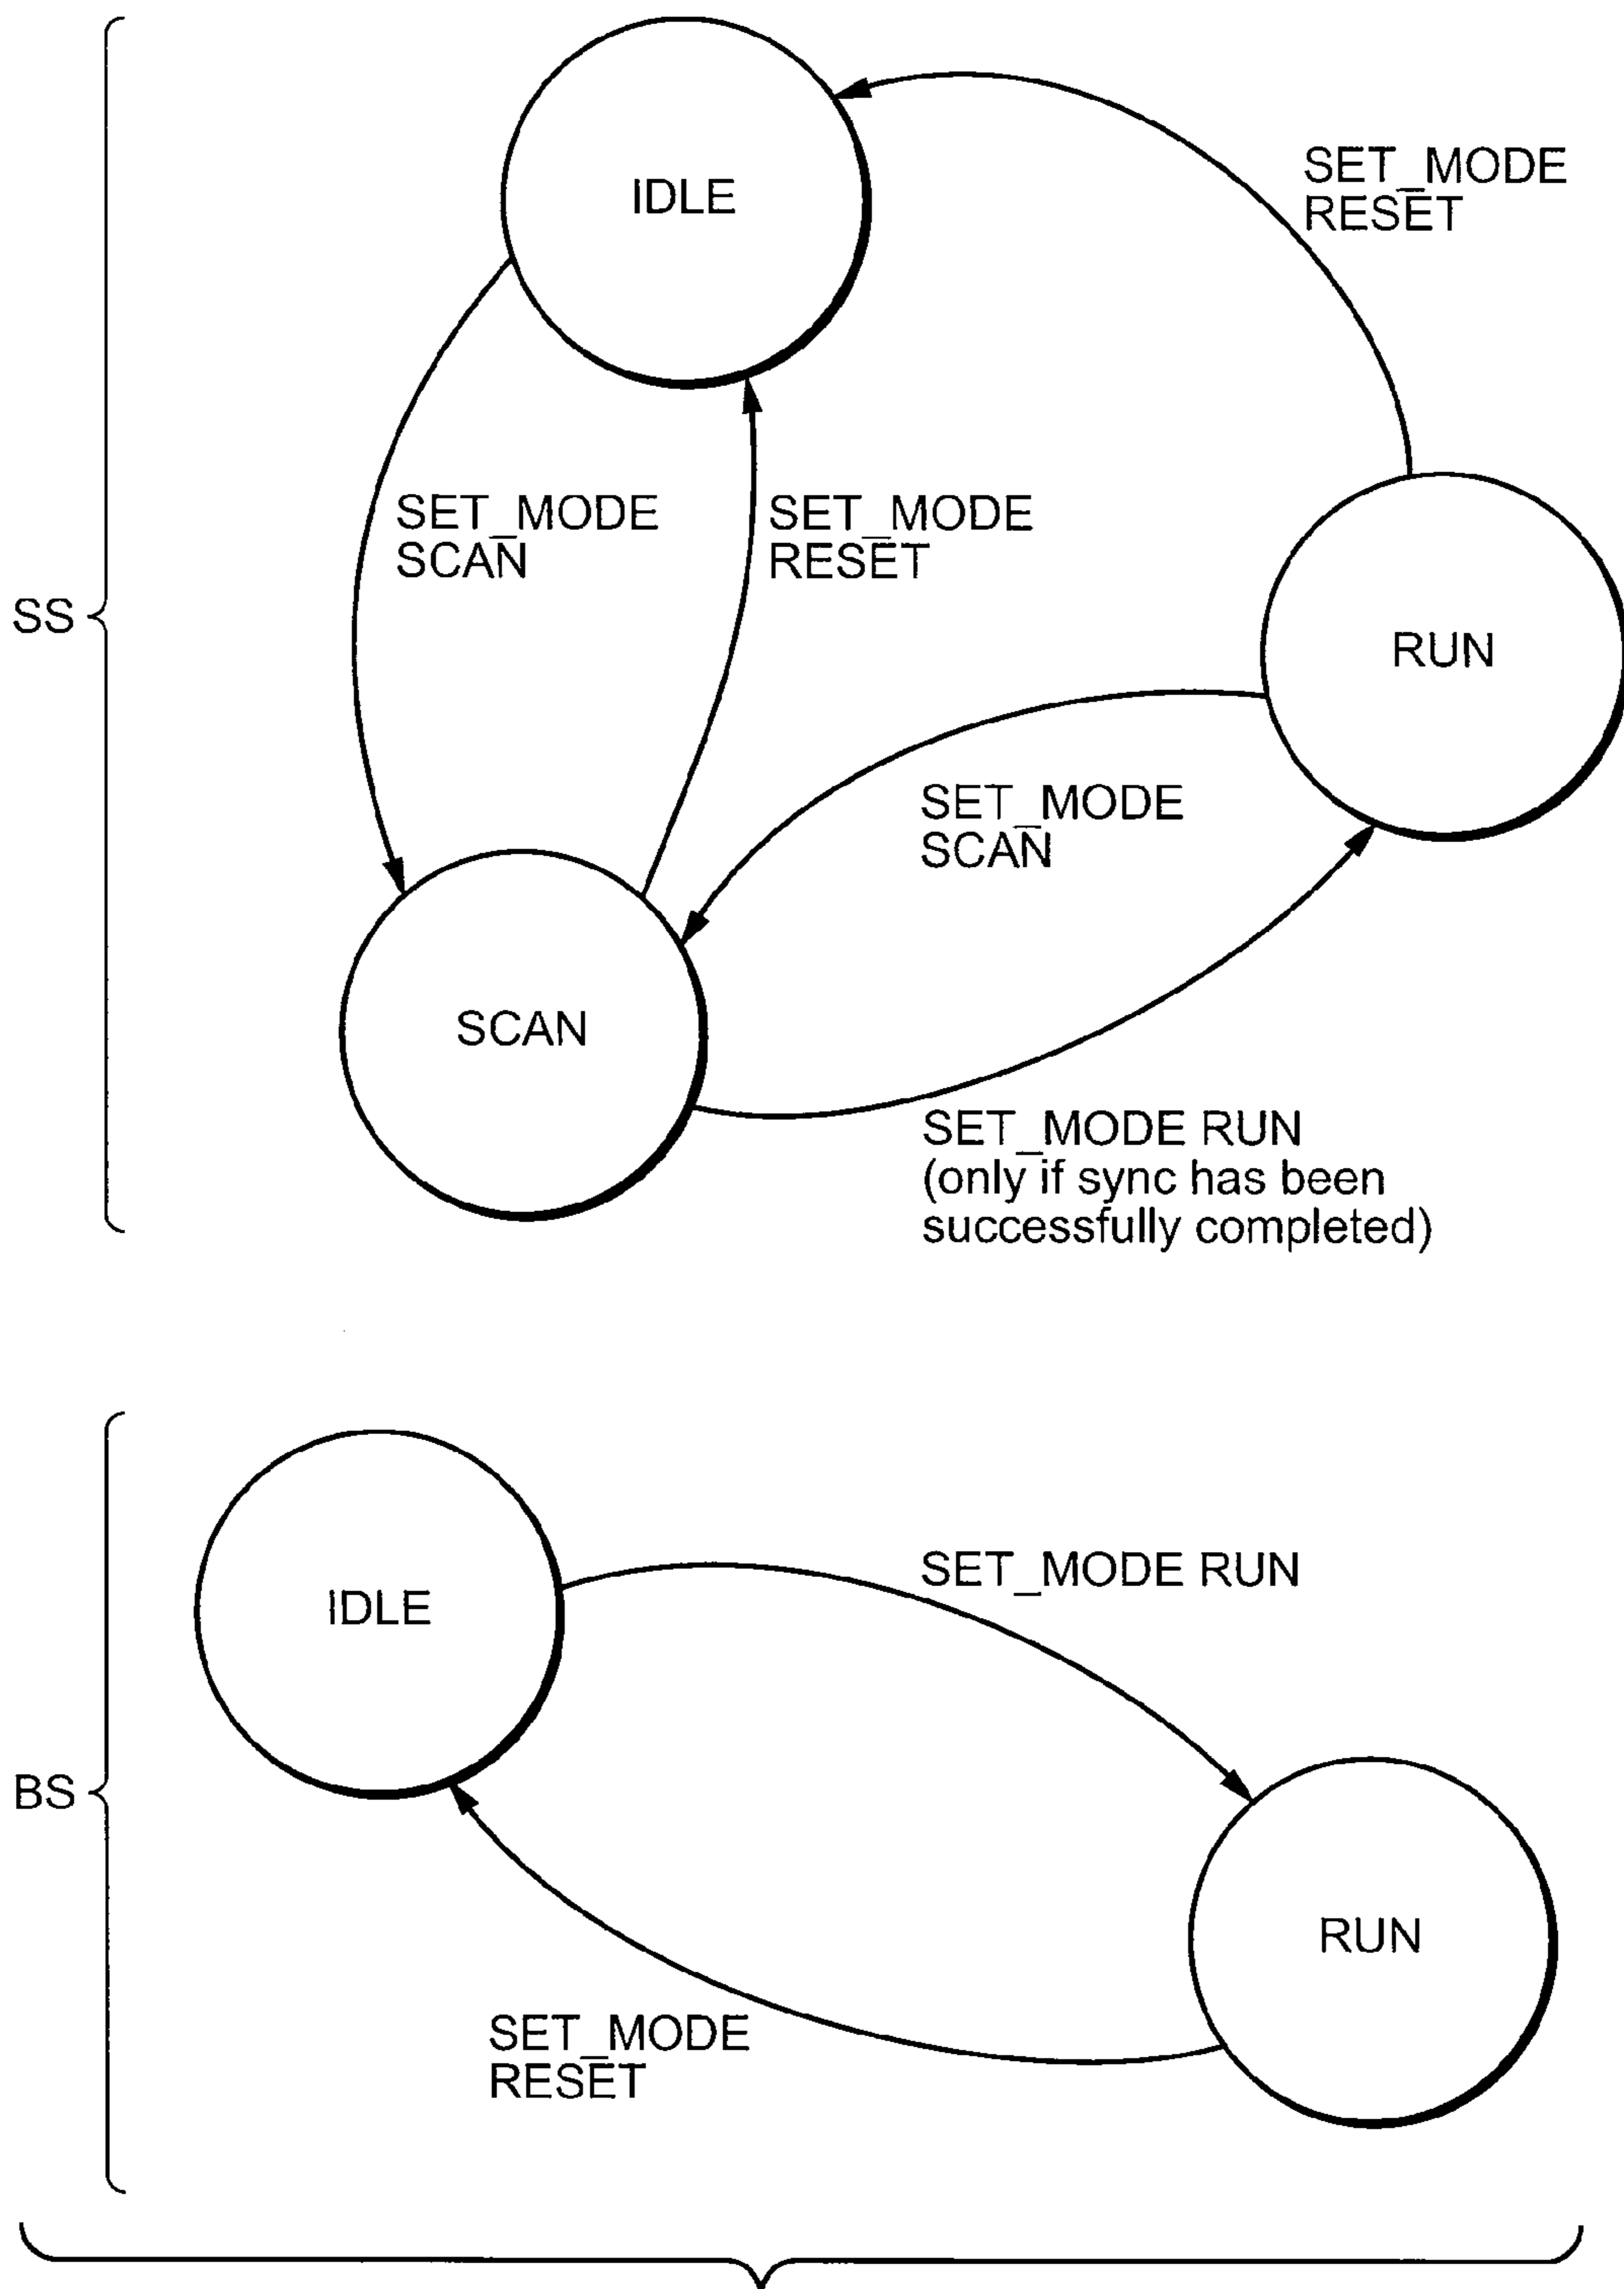 IDLE
SET_MODE
RESET
SET_MODE
SCAN
SET_MODE
RESET
SS
RUN
SET_MODE
SCAN
SCAN
SET_MODE RUN
(only if sync has been
successfully completed)
SET_MODE RUN
IDLE
BS
RUN
SET_MODE
RESET